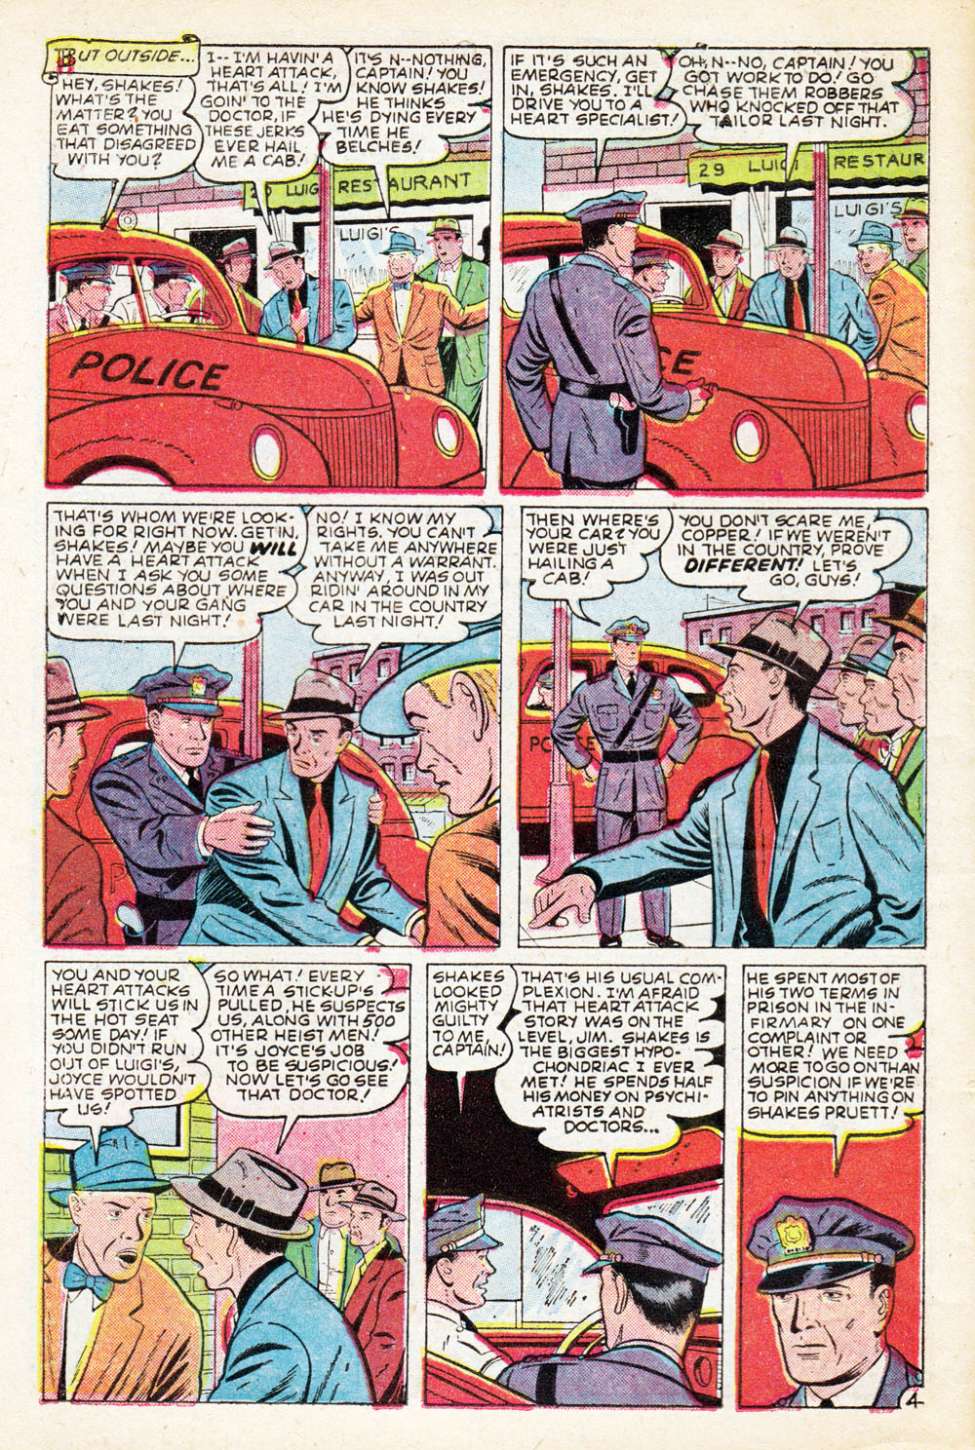 BUT OUTSIDE...
HEY, SHAKES!
WHAT'S THE
MATTER? YOU
EAT SOMETHING
THAT DISAGREED
WITH YOU?
I-- I'M HAVIN' A
HEART ATTACK,
THAT'S ALL! I'M
GOIN' TO THE
DOCTOR, IF
THESE JERKS
EVER HAIL
ME A CAB!
IT'S N--NOTHING,
CAPTAIN! YOU
KNOW SHAKES!
HE THINKS
HE'S DYING EVERY
TIME HE
BELCHES!
LUIGI RESTAURANT
LUIGI'S
POLICE
IF IT'S SUCH AN
EMERGENCY, GET
IN, SHAKES. I'LL
DRIVE YOU TO A
HEART SPECIALIST!
OH, N--NO, CAPTAIN! YOU
GOT WORK TO DO! GO
CHASE THEM ROBBERS
WHO KNOCKED OFF THAT
TAILOR LAST NIGHT.
29 LUIGI RESTAUR
LUIGI'S
CE
THAT'S WHOM WE'RE LOOK-
ING FOR RIGHT NOW. GET IN,
SHAKES! MAYBE YOU WILL
HAVE A HEART ATTACK
WHEN I ASK YOU SOME
QUESTIONS ABOUT WHERE
YOU AND YOUR GANG
WERE LAST NIGHT!
NO! I KNOW MY
RIGHTS. YOU CAN'T
TAKE ME ANYWHERE
WITHOUT A WARRANT.
ANYWAY, I WAS OUT
RIDIN' AROUND IN MY
CAR IN THE COUNTRY
LAST NIGHT!
P
THEN WHERE'S
YOUR CAR? YOU
WERE JUST
HAILING A
CAB!
YOU DON'T SCARE ME,
COPPER! IF WE WEREN'T
IN THE COUNTRY, PROVE
DIFFERENT! LET'S
GO, GUYS!
POLICE
YOU AND YOUR
HEART ATTACKS
WILL STICK US IN
THE HOT SEAT
SOME DAY! IF
YOU DIDN'T RUN
OUT OF LUIGI'S,
JOYCE WOULDN'T
HAVE SPOTTED
US!
SO WHAT! EVERY
TIME A STICK-UP'S
PULLED, HE SUSPECTS
US, ALONG WITH 500
OTHER HEIST MEN!
IT'S JOYCE'S JOB
TO BE SUSPICIOUS!
NOW LET'S GO SEE
THAT DOCTOR!
SHAKES
LOOKED
MIGHTY
GUILTY
TO ME,
CAPTAIN!
THAT'S HIS USUAL COM-
PLEXION. I'M AFRAID
THAT HEART ATTACK
STORY WAS ON THE
LEVEL, JIM. SHAKES IS
THE BIGGEST HYPO-
CHONDRIAC I EVER
MET! HE SPENDS HALF
HIS MONEY ON PSYCHI-
ATRISTS AND
DOCTORS...
HE SPENT MOST OF
HIS TWO TERMS IN
PRISON IN THE IN-
FIRMARY ON ONE
COMPLAINT OR
OTHER! WE NEED
MORE TO GO ON THAN
SUSPICION IF WE'RE
TO PIN ANYTHING ON
SHAKES PRUETT!
4